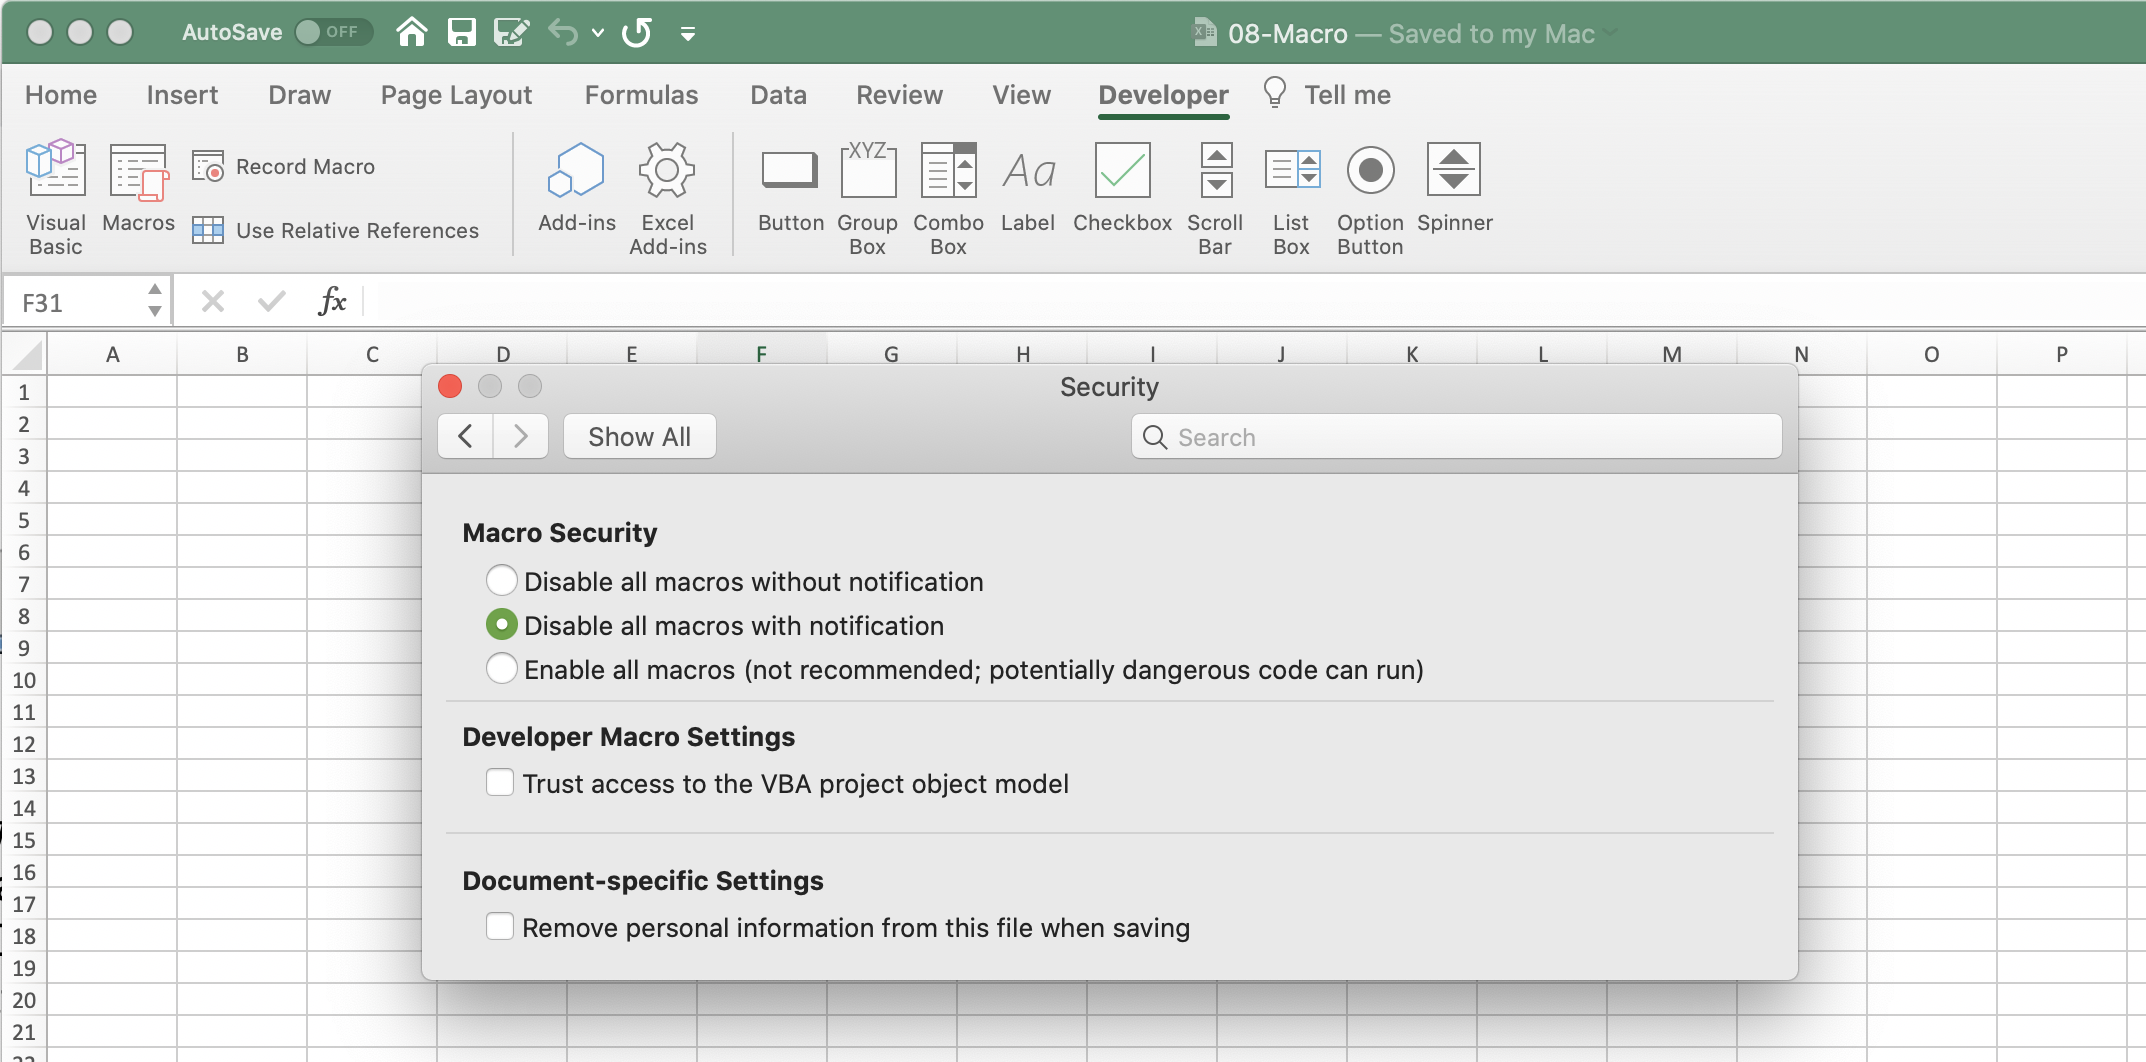 AutoSave OFF 08-Macro — Saved to my Mac
Home Insert Draw Page Layout Formulas Data Review View Developer Tell me
Visual Basic
Macros
Record Macro
Use Relative References
Add-ins
Excel Add-ins
Button
XYZ
Group Box
Combo Box
Aa
Label
Checkbox
Scroll Bar
List Box
Option Button
Spinner
F31 fx
A B C D E F G H I J K L M N O P
1
2
3
4
5
6
7
8
9
10
11
12
13
14
15
16
17
18
19
20
21
Security
Show All Search
Macro Security
Disable all macros without notification
Disable all macros with notification
Enable all macros (not recommended; potentially dangerous code can run)
Developer Macro Settings
Trust access to the VBA project object model
Document-specific Settings
Remove personal information from this file when saving